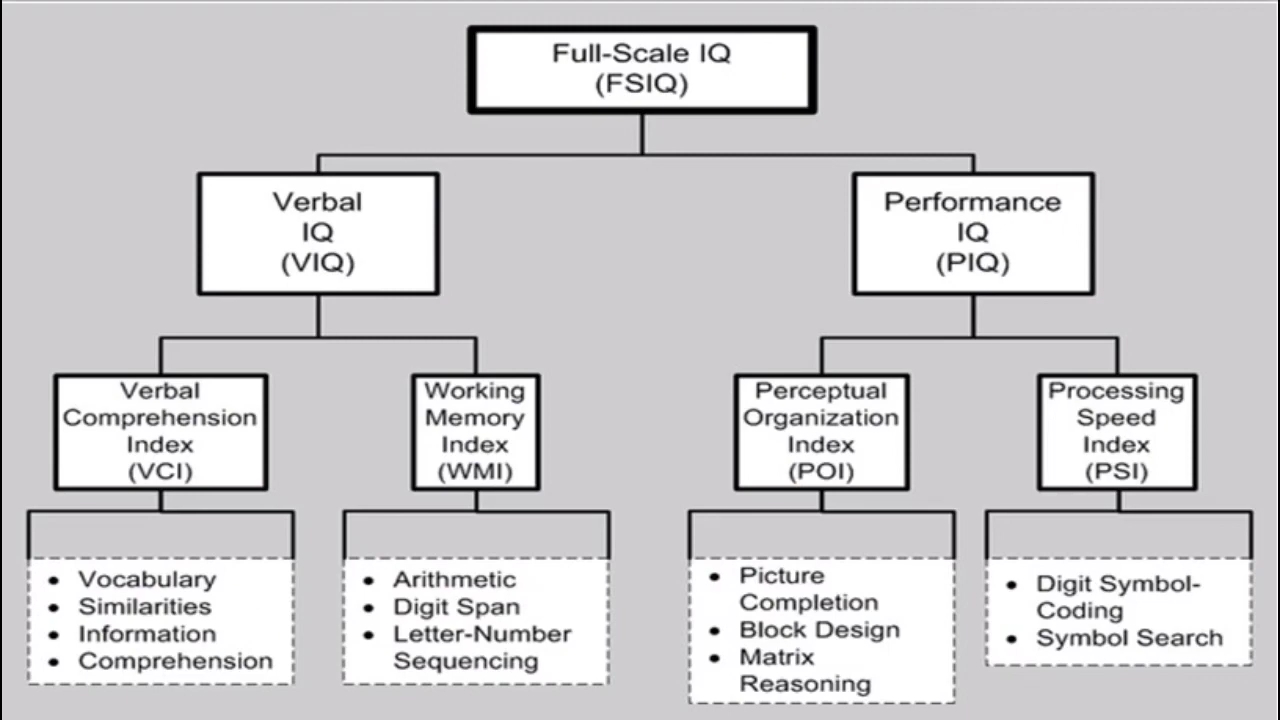 Full-Scale IQ
(FSIQ)
Verbal
IQ
(VIQ)
Performance
IQ
(PIQ)
Verbal
Comprehension
Index
(VCI)
Working
Memory
Index
(WMI)
Perceptual
Organization
Index
(POI)
Processing
Speed
Index
(PSI)
• Vocabulary
• Similarities
• Information
• Comprehension
• Arithmetic
• Digit Span
• Letter-Number
Sequencing
• Picture
Completion
• Block Design
• Matrix
Reasoning
• Digit Symbol-
Coding
• Symbol Search